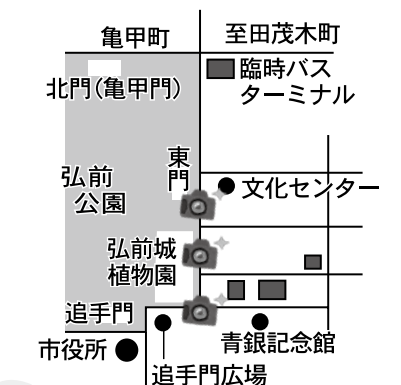 亀甲町
至田茂木町
臨時バス
ターミナル
北門(亀甲門)
東
門
弘前
公園
文化センター
弘前城
植物園
追手門
市役所
青銀記念館
追手門広場